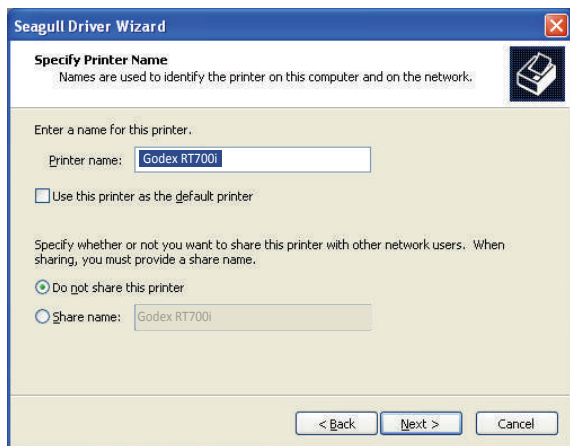 Seagull Driver Wizard
Specify Printer Name
Names are used to identify the printer on this computer and on the network.
Enter a name for this printer.
Printer name: Godex RT700i
Use this printer as the default printer
Specify whether or not you want to share this printer with other network users. When
sharing, you must provide a share name.
Do not share this printer
Share name: Godex RT700i
< Back Next > Cancel